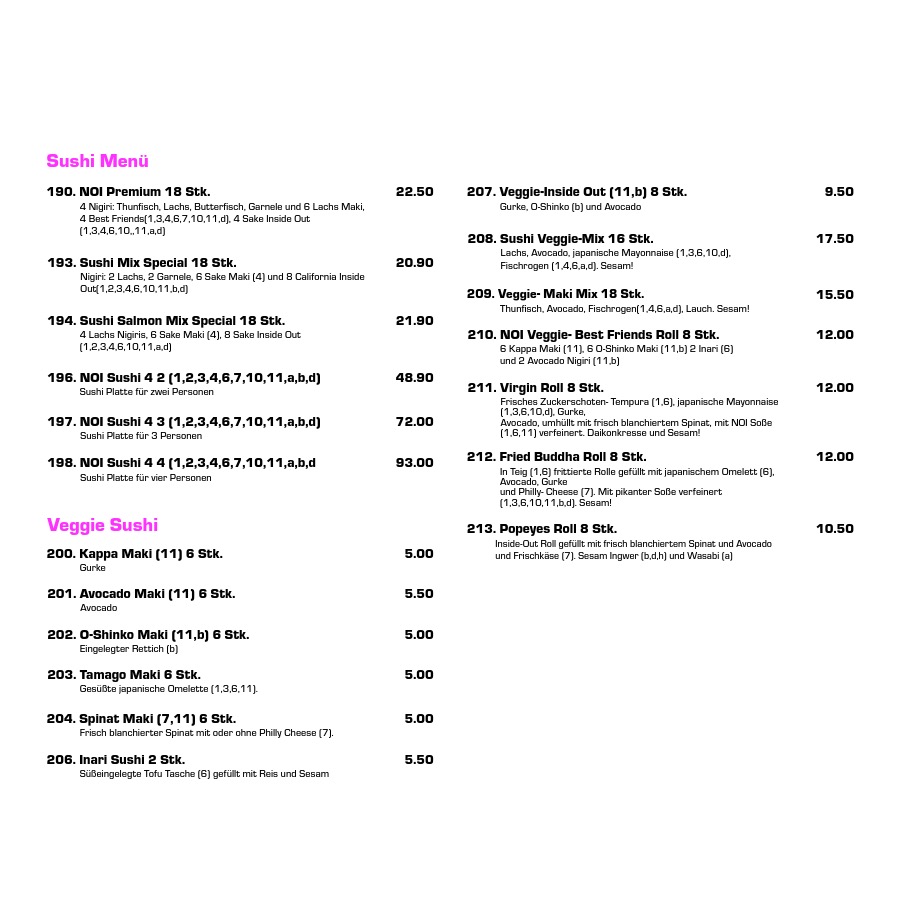 Sushi Menü
190. NOI Premium 18 Stk. 22.50
4 Nigiri: Thunfisch, Lachs, Butterfisch, Garnele und 6 Lachs Maki,
4 Best Friends(1,3,4,6,7,10,11,d), 4 Sake Inside Out
(1,3,4,6,10,,11,a,d)
193. Sushi Mix Special 18 Stk. 20.90
Nigiri: 2 Lachs, 2 Garnele, 6 Sake Maki (4) und 8 California Inside
Out(1,2,3,4,6,10,11,b,d)
194. Sushi Salmon Mix Special 18 Stk. 21.90
4 Lachs Nigiris, 6 Sake Maki (4), 8 Sake Inside Out
(1,2,3,4,6,10,11,a,d)
196. NOI Sushi 4 2 (1,2,3,4,6,7,10,11,a,b,d) 48.90
Sushi Platte für zwei Personen
197. NOI Sushi 4 3 (1,2,3,4,6,7,10,11,a,b,d) 72.00
Sushi Platte für 3 Personen
198. NOI Sushi 4 4 (1,2,3,4,6,7,10,11,a,b,d 93.00
Sushi Platte für vier Personen
Veggie Sushi
200. Kappa Maki (11) 6 Stk. 5.00
Gurke
201. Avocado Maki (11) 6 Stk. 5.50
Avocado
202. O-Shinko Maki (11,b) 6 Stk. 5.00
Eingelegter Rettich (b)
203. Tamago Maki 6 Stk. 5.00
Gesüßte japanische Omelette (1,3,6,11).
204. Spinat Maki (7,11) 6 Stk. 5.00
Frisch blanchierter Spinat mit oder ohne Philly Cheese (7).
206. Inari Sushi 2 Stk. 5.50
Süßeingelegte Tofu Tasche (6) gefüllt mit Reis und Sesam
207. Veggie-Inside Out (11,b) 8 Stk. 9.50
Gurke, O-Shinko (b) und Avocado
208. Sushi Veggie-Mix 16 Stk. 17.50
Lachs, Avocado, japanische Mayonnaise (1,3,6,10,d),
Fischrogen (1,4,6,a,d). Sesam!
209. Veggie- Maki Mix 18 Stk. 15.50
Thunfisch, Avocado, Fischrogen(1,4,6,a,d), Lauch. Sesam!
210. NOI Veggie- Best Friends Roll 8 Stk. 12.00
6 Kappa Maki (11), 6 O-Shinko Maki (11,b) 2 Inari (6)
und 2 Avocado Nigiri (11,b)
211. Virgin Roll 8 Stk. 12.00
Frisches Zuckerschoten- Tempura (1,6), japanische Mayonnaise
(1,3,6,10,d), Gurke,
Avocado, umhüllt mit frisch blanchiertem Spinat, mit NOI Soße
(1,6,11) verfeinert. Daikonkresse und Sesam!
212. Fried Buddha Roll 8 Stk. 12.00
In Teig (1,6) frittierte Rolle gefüllt mit japanischem Omelett (6),
Avocado, Gurke
und Philly- Cheese (7). Mit pikanter Soße verfeinert
(1,3,6,10,11,b,d). Sesam!
213. Popeyes Roll 8 Stk. 10.50
Inside-Out Roll gefüllt mit frisch blanchiertem Spinat und Avocado
und Frischkäse (7). Sesam Ingwer (b,d,h) und Wasabi (a)